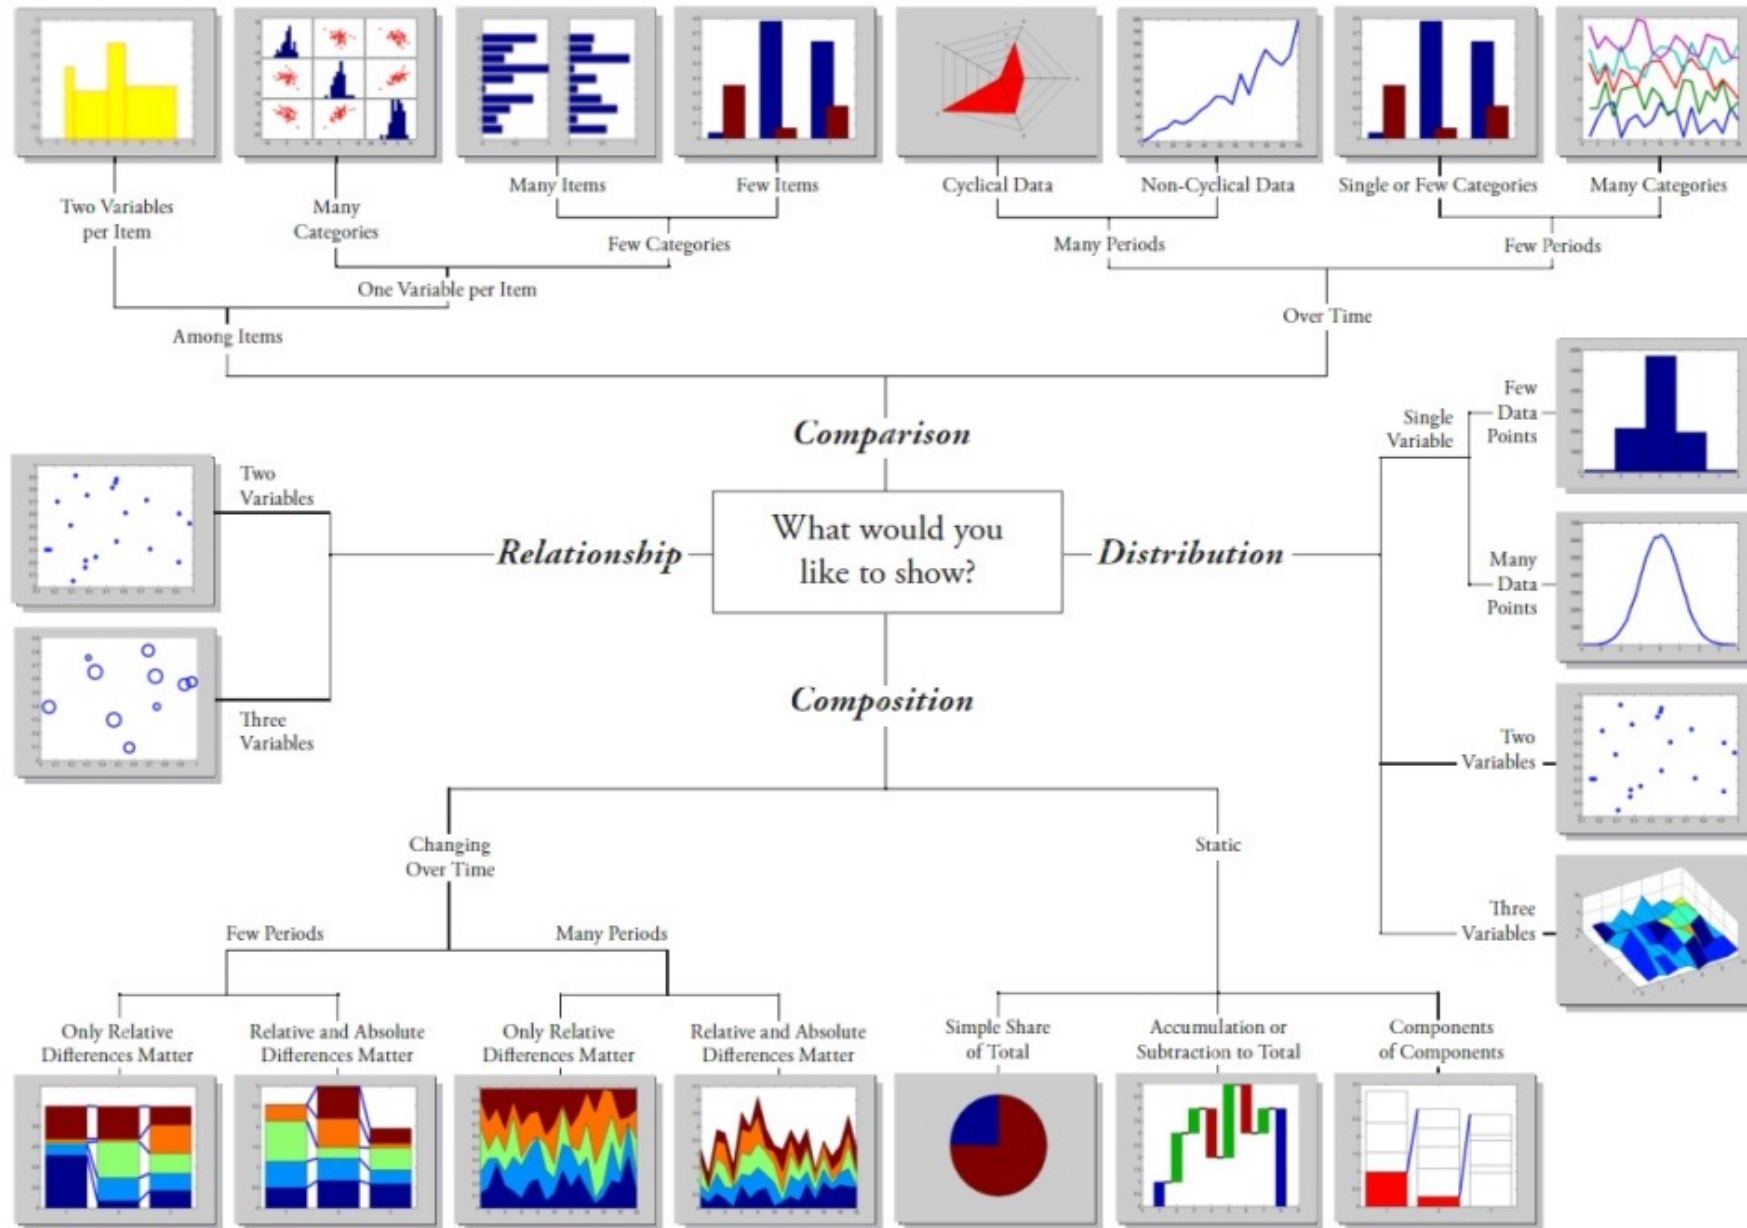 Many Items
Few Items
Cyclical Data
Non-Cyclical Data
Single or Few Categories
Many Categories
Two Variables
per Item
Many
Categories
Few Categories
Many Periods
Few Periods
One Variable per Item
Over Time
Among Items
Comparison
Single
Variable
Few
Data
Points
Two
Variables
What would you
like to show?
Relationship
Distribution
Many
Data
Points
Three
Variables
Composition
Two
Variables
Changing
Over Time
Static
Three
Variables
Few Periods
Many Periods
Only Relative
Differences Matter
Relative and Absolute
Differences Matter
Only Relative
Differences Matter
Relative and Absolute
Differences Matter
Simple Share
of Total
Accumulation or
Subtraction to Total
Components
of Components